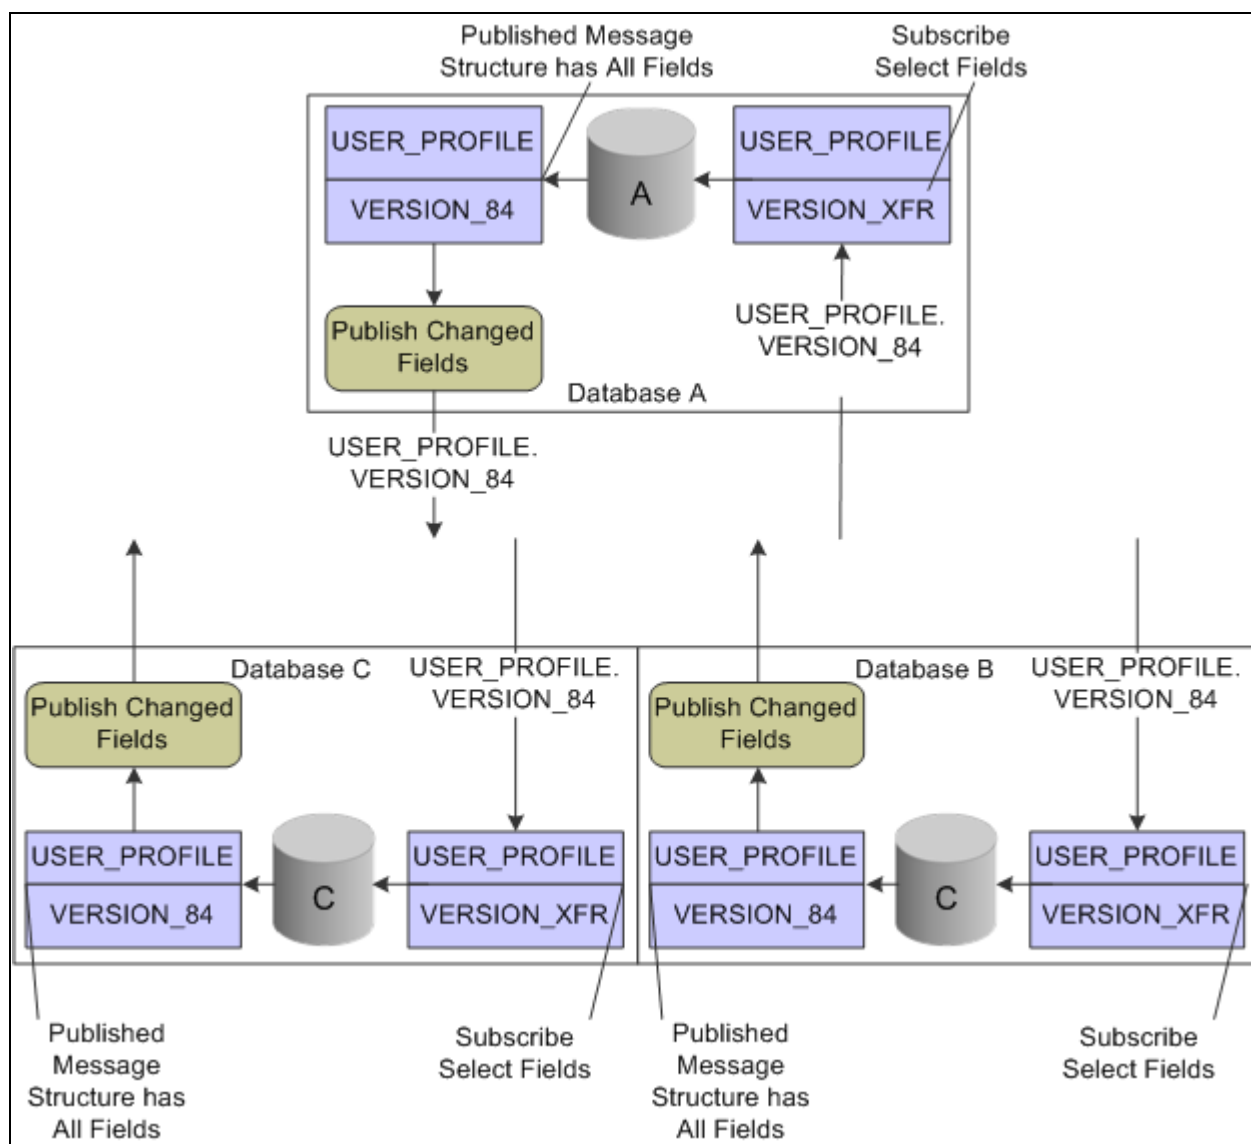 Published Message
Structure has All Fields
Subscribe
Select Fields
USER_PROFILE
VERSION_84
A
USER_PROFILE
VERSION_XFR
Publish Changed
Fields
USER_PROFILE.
VERSION_84
Database A
USER_PROFILE.
VERSION_84
Database C
USER_PROFILE.
VERSION_84
Publish Changed
Fields
USER_PROFILE
VERSION_84
C
USER_PROFILE
VERSION_XFR
Published
Message
Structure has
All Fields
Subscribe
Select Fields
Database B
USER_PROFILE.
VERSION_84
Publish Changed
Fields
USER_PROFILE
VERSION_84
C
USER_PROFILE
VERSION_XFR
Published
Message
Structure has
All Fields
Subscribe
Select Fields